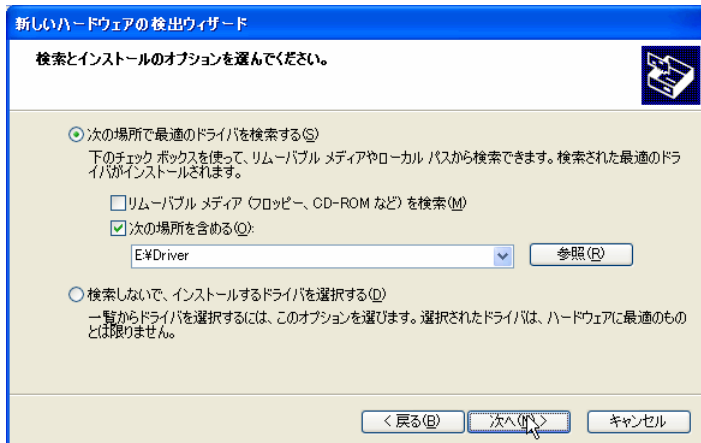 新しいハードウェアの検出ウィザード
検索とインストールのオプションを選んでください。
次の場所で最適のドライバを検索する(S)
下のチェック ボックスを使って、リムーバブル メディアやローカル パスから検索できます。検索された最適のドラ
イバがインストールされます。
リムーバブル メディア (フロッピー、CD-ROM など) を検索(M)
次の場所を含める(O):
E:¥Driver
参照(R)
検索しないで、インストールするドライバを選択する(D)
一覧からドライバを選択するには、このオプションを選びます。選択されたドライバは、ハードウェアに最適のもの
とは限りません。
< 戻る(B)
次へ(N) >
キャンセル